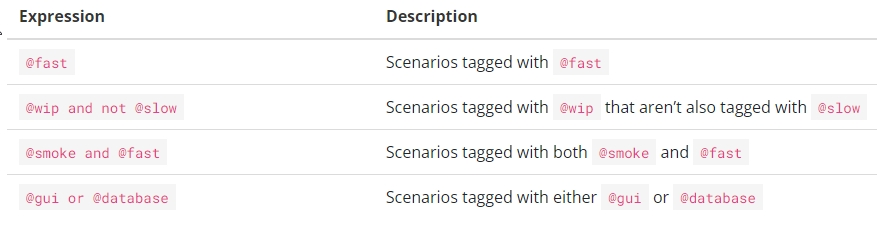 Expression Description
@fast Scenarios tagged with @fast
@wip and not @slow Scenarios tagged with @wip that aren’t also tagged with @slow
@smoke and @fast Scenarios tagged with both @smoke and @fast
@gui or @database Scenarios tagged with either @gui or @database